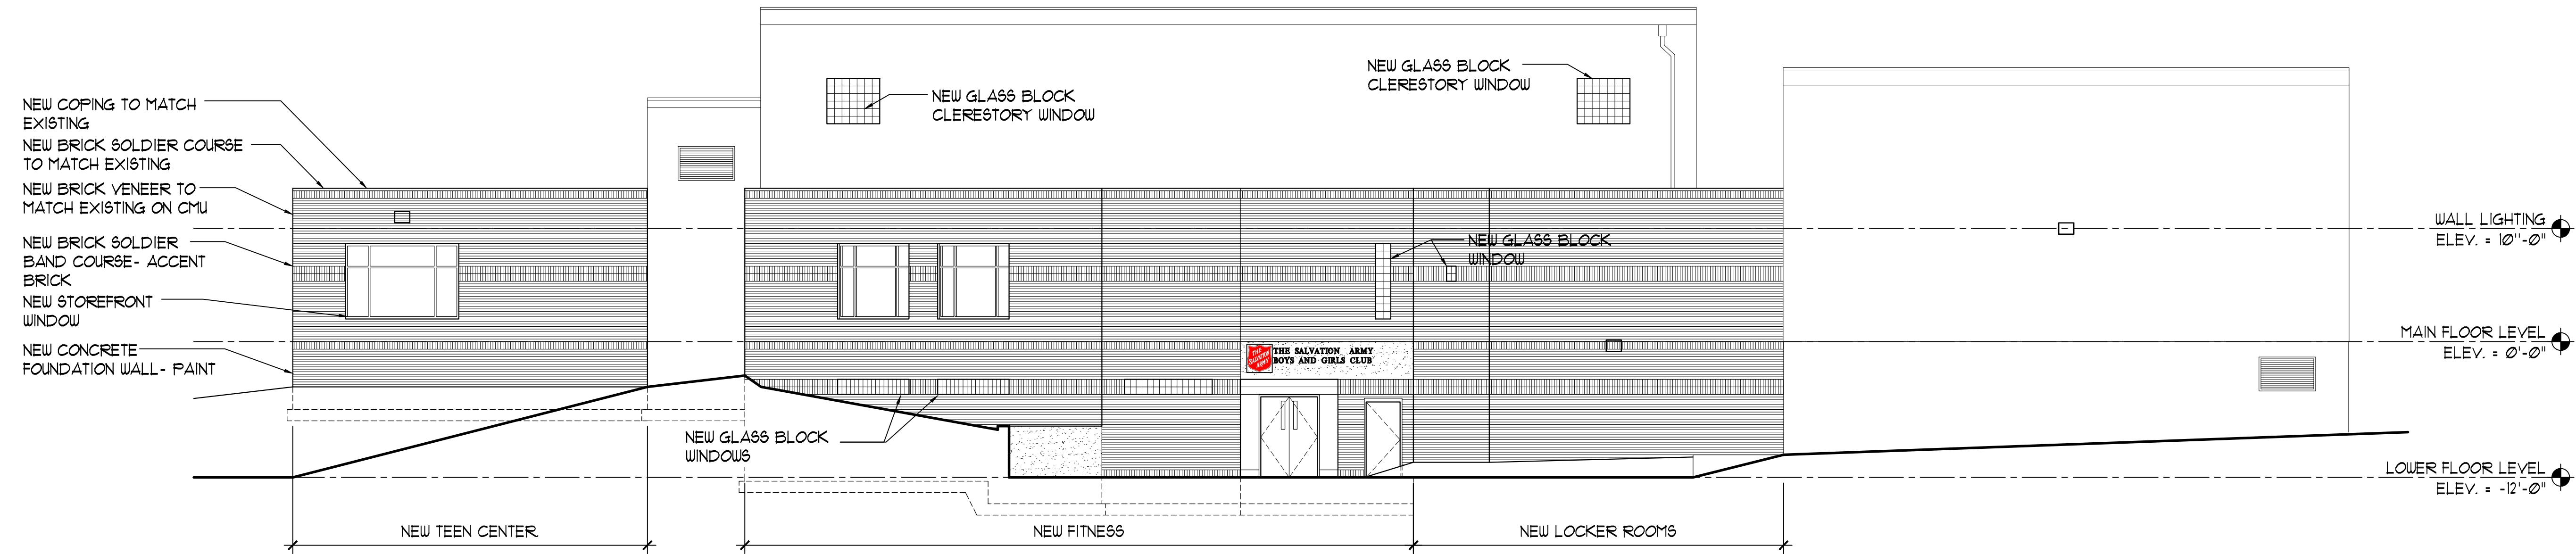 NEW COPING TO MATCH
EXISTING
NEW BRICK SOLDIER COURSE
TO MATCH EXISTING
NEW BRICK VENEER TO
MATCH EXISTING ON CMU
NEW BRICK SOLDIER
BAND COURSE- ACCENT
BRICK
NEW STOREFRONT
WINDOW
NEW CONCRETE
FOUNDATION WALL- PAINT
NEW GLASS BLOCK
CLERESTORY WINDOW
NEW GLASS BLOCK
CLERESTORY WINDOW
NEW GLASS BLOCK
WINDOW
THE
SALVATION
ARMY
THE SALVATION ARMY
BOYS AND GIRLS CLUB
NEW GLASS BLOCK
WINDOWS
WALL LIGHTING
ELEV. = 10"-0"
MAIN FLOOR LEVEL
ELEV. = 0'-0"
LOWER FLOOR LEVEL
ELEV. = -12'-0"
NEW TEEN CENTER.
NEW FITNESS
NEW LOCKER ROOMS